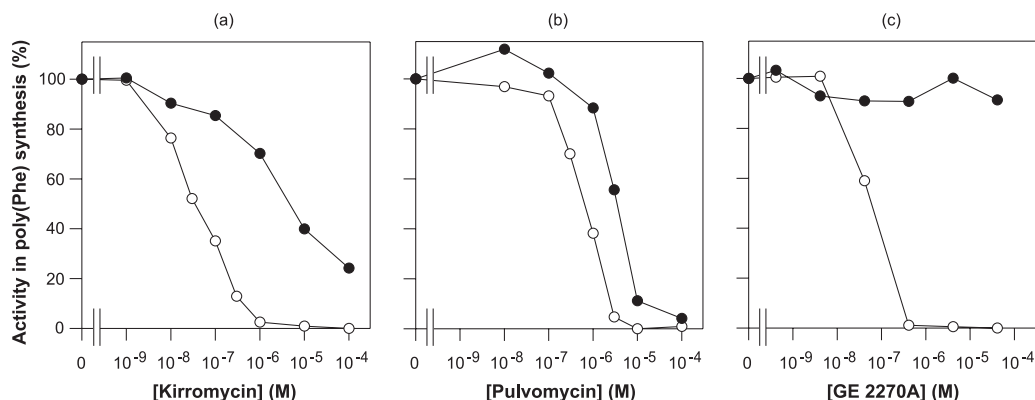 (a) (b) (c)
Activity in poly(Phe) synthesis (%)
100
80
60
40
20
0
0 10-9 10-8 10-7 10-6 10-5 10-4
0 10-9 10-8 10-7 10-6 10-5 10-4
0 10-9 10-8 10-7 10-6 10-5 10-4
[Kirromycin] (M) [Pulvomycin] (M) [GE 2270A] (M)